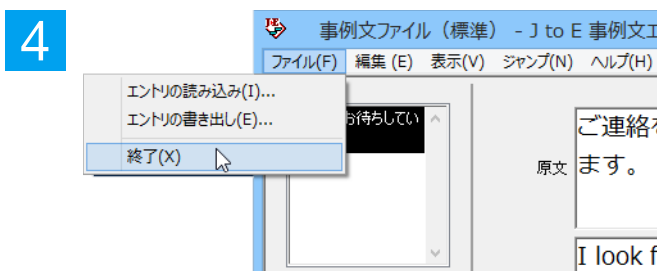 4
事例文ファイル（標準） - J to E 事例文エ
ファイル(F) 編集 (E) 表示(V) ジャンプ(N) ヘルプ(H)
エントリの読み込み(I)...
エントリの書き出し(E)...
終了(X)
お待ちしてい
原文
ご連絡
ます。
I look f